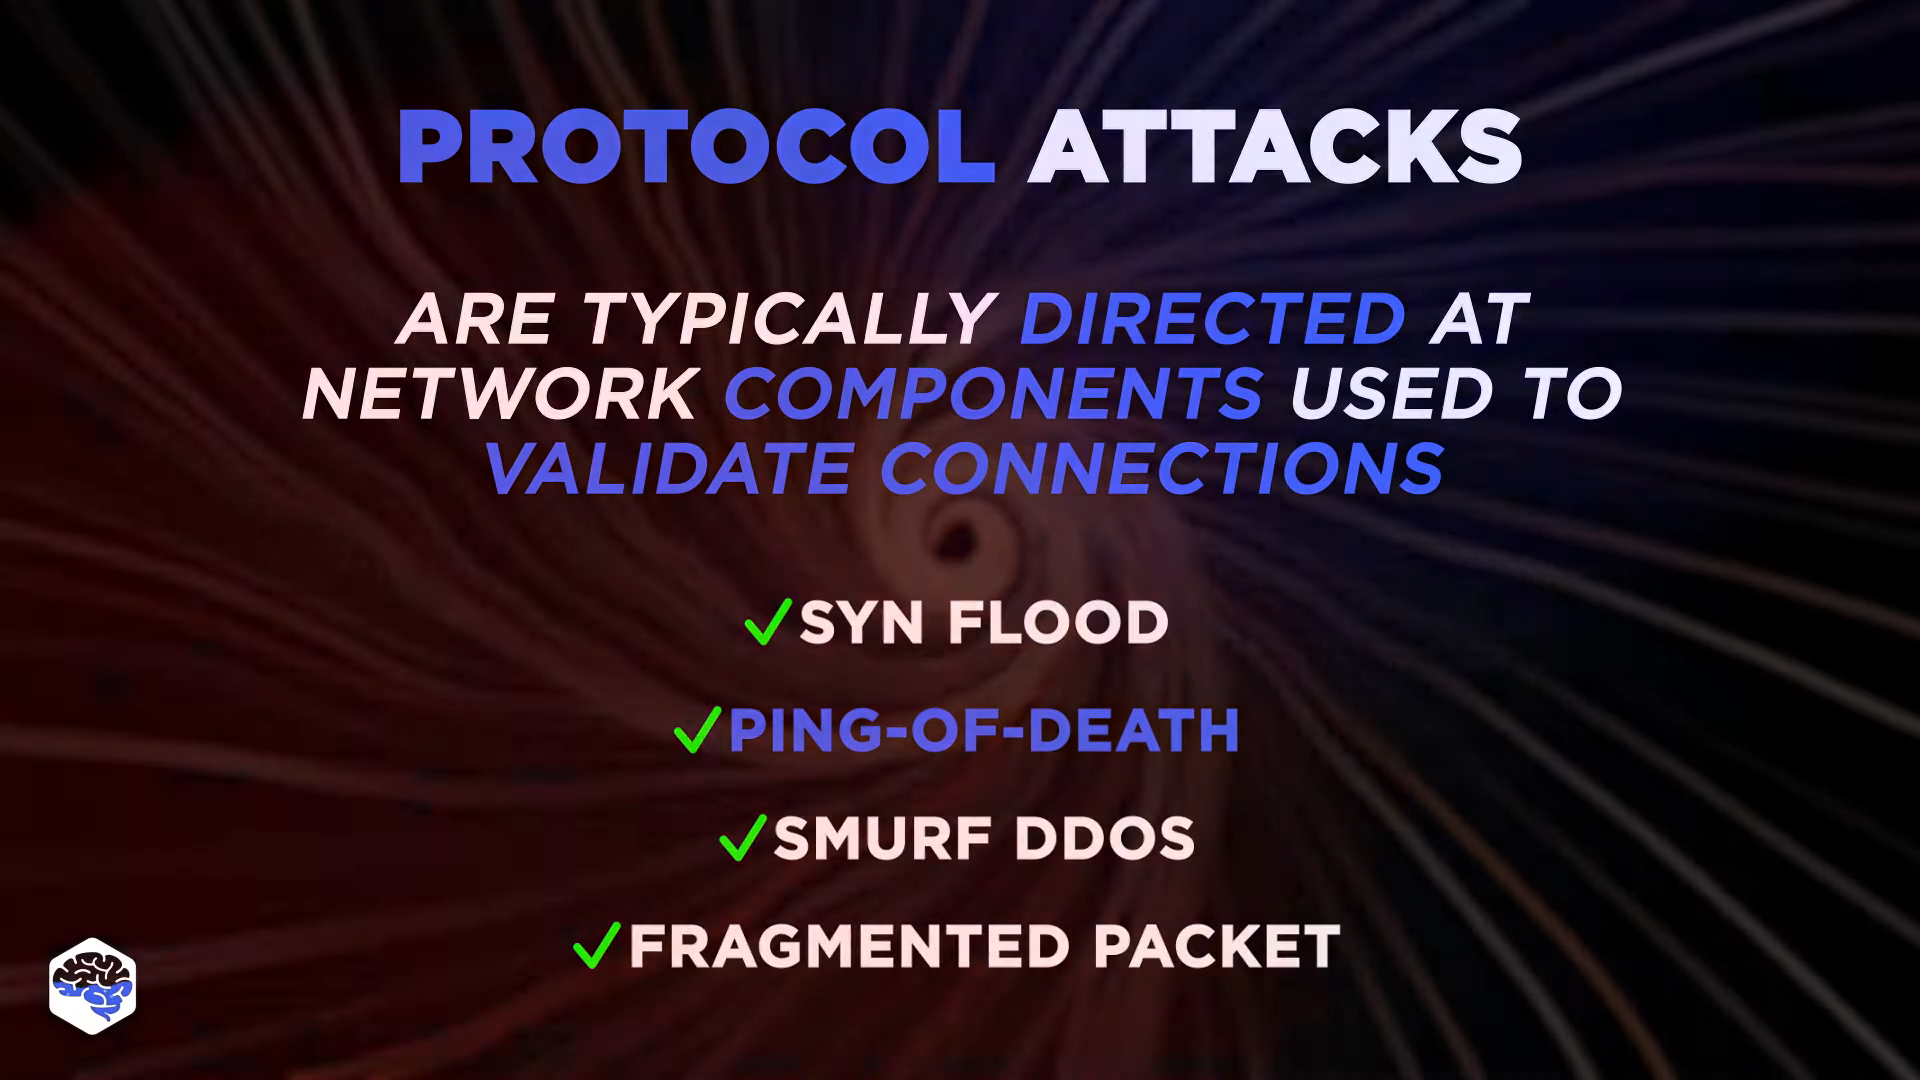 PROTOCOL ATTACKS
ARE TYPICALLY DIRECTED AT
NETWORK COMPONENTS USED TO
VALIDATE CONNECTIONS
SYN FLOOD
PING-OF-DEATH
SMURF DDOS
FRAGMENTED PACKET